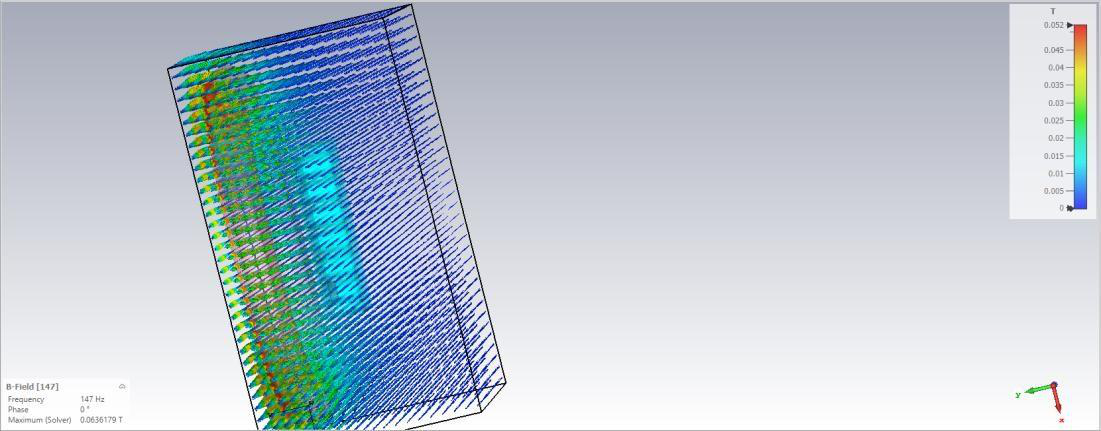 T
0.052
0.045
0.04
0.035
0.03
0.025
0.02
0.015
0.01
0.005
0
B-Field [147]
Frequency 147 Hz
Phase 0 °
Maximum (Solver) 0.0636179 T
y
x